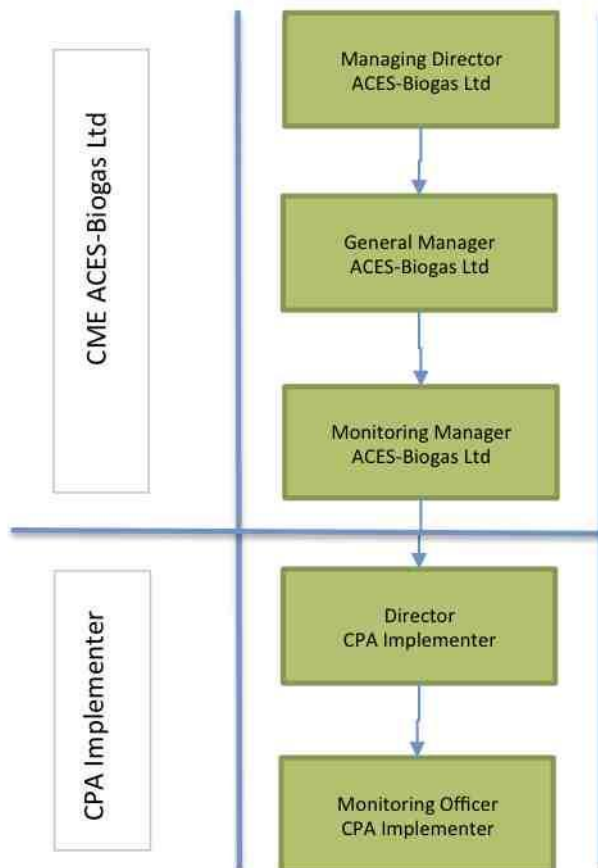 CME ACES-Biogas Ltd
Managing Director
ACES-Biogas Ltd
General Manager
ACES-Biogas Ltd
Monitoring Manager
ACES-Biogas Ltd
CPA Implementer
Director
CPA Implementer
Monitoring Officer
CPA Implementer